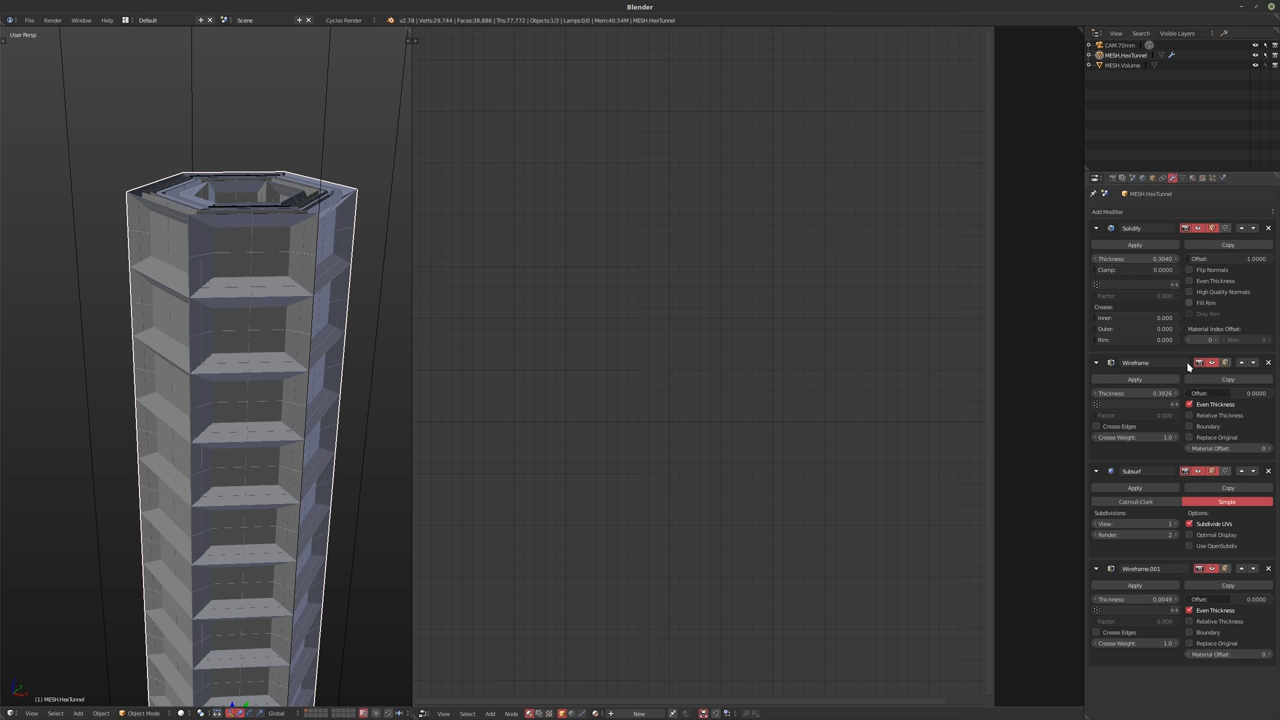 Blender
File Render Window Help Default Scene Cycles Render v2.78 | Verts:29,744 | Faces:38,886 | Tris:77,772 | Objects:1/3 | Lamps:0/0 | Mem:40.54M | MESH.HexTunnel
User Persp
View Search Visible Layers
CAM.70mm
MESH.HexTunnel
MESH.Volume
MESH.HexTunnel
Add Modifier
Solidify
Apply Copy
Thickness: 0.3040 Offset: -1.0000
Clamp: 0.0000 Flip Normals
Even Thickness
Factor: 0.000 High Quality Normals
Crease: Fill Rim
Inner: 0.000 Only Rim
Outer: 0.000 Material Index Offset:
Rim: 0.000 0 Rim: 0
Wireframe
Apply Copy
Thickness: 0.3926 Offset: 0.0000
Even Thickness
Factor: 0.000 Relative Thickness
Crease Edges Boundary
Crease Weight: 1.0 Replace Original
Material Offset: 0
Subsurf
Apply Copy
Catmull-Clark Simple
Subdivisions: Options:
View: 1 Subdivide UVs
Render: 2 Optimal Display
Use OpenSubdiv
Wireframe.001
Apply Copy
Thickness: 0.0049 Offset: 0.0000
Even Thickness
Factor: 0.000 Relative Thickness
Crease Edges Boundary
Crease Weight: 1.0 Replace Original
Material Offset: 0
(1) MESH.HexTunnel
View Select Add Object Object Mode Global View Select Add Node New